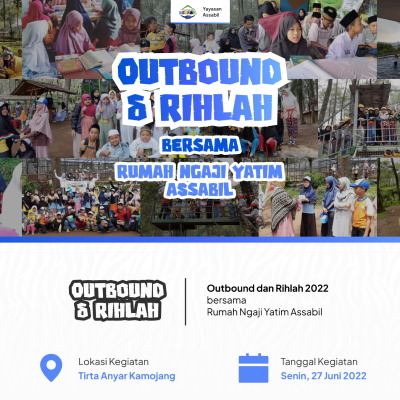 Yayasan
Assabil
OUTBOUND
& RIHLAH
BERSAMA
RUMAH NGAJI YATIM
ASSABIL
OUTBOUND
& RIHLAH
Outbound dan Rihlah 2022
bersama
Rumah Ngaji Yatim Assabil
Lokasi Kegiatan
Tirta Anyar Kamojang
Tanggal Kegiatan
Senin, 27 Juni 2022